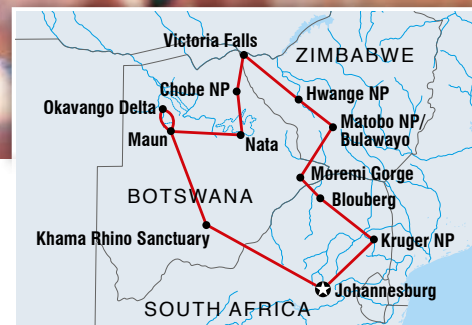 Victoria Falls
ZIMBABWE
Chobe NP
Hwange NP
Okavango Delta
Matobo NP/
Bulawayo
Maun
Nata
Moremi Gorge
BOTSWANA
Blouberg
Khama Rhino Sanctuary
Kruger NP
Johannesburg
SOUTH AFRICA